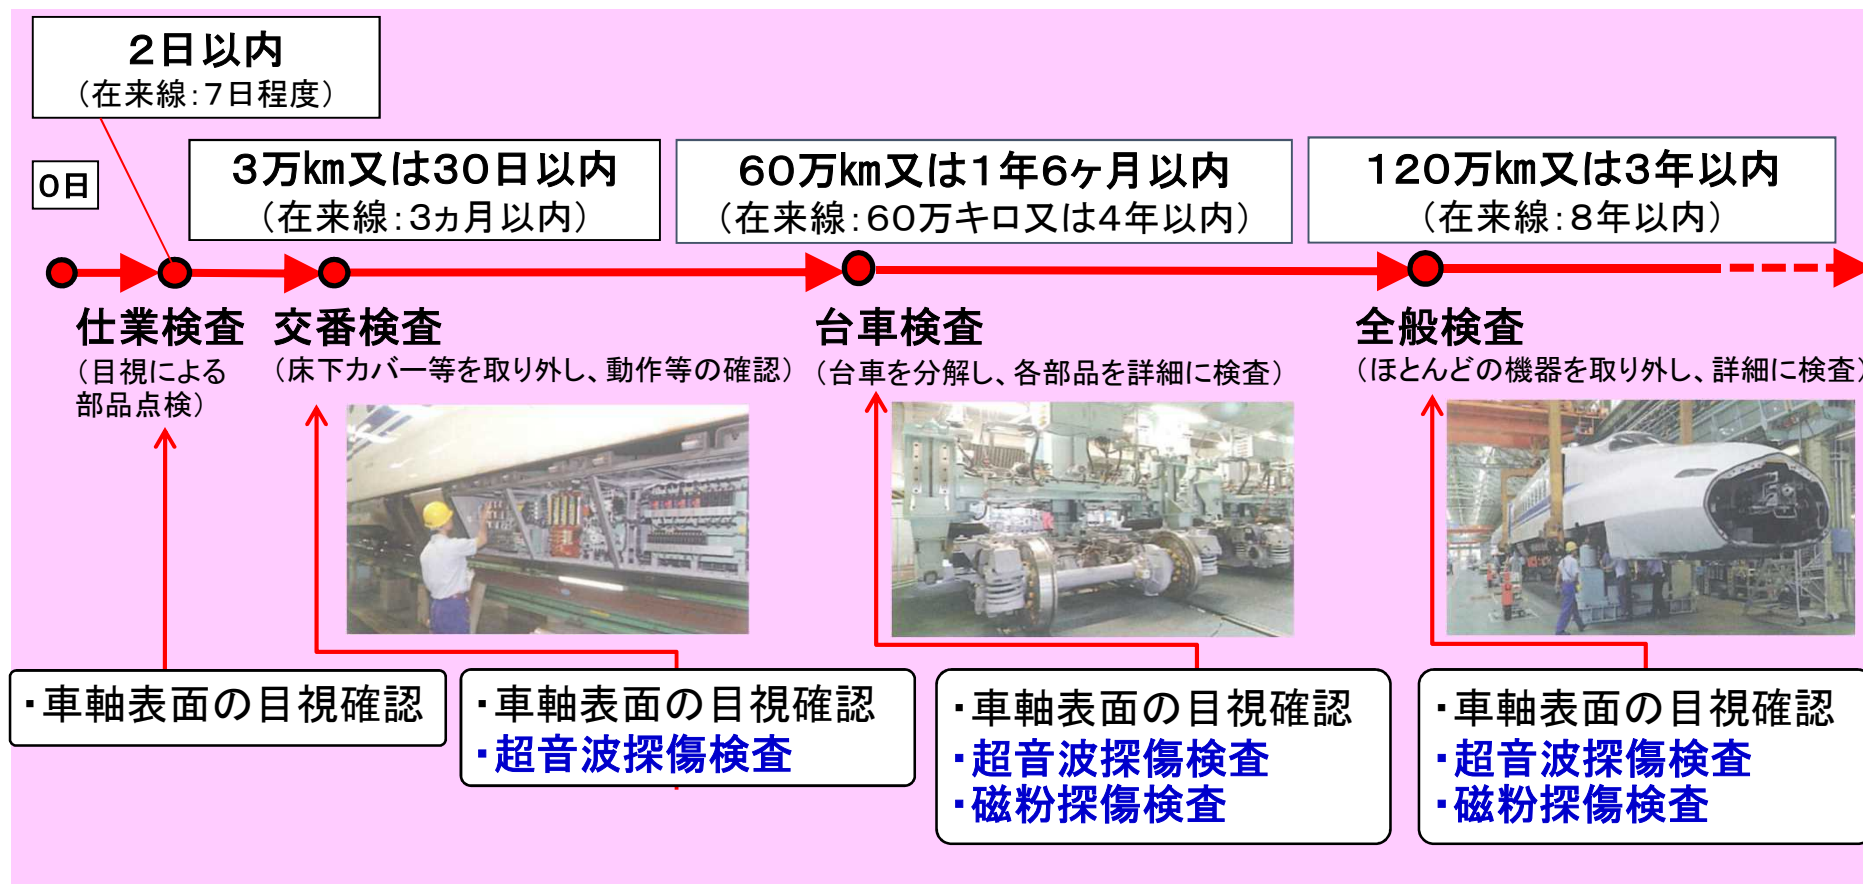 2日以内
（在来線：7日程度）
0日
3万㎞又は30日以内
（在来線：3ヵ月以内）
60万㎞又は1年6ヶ月以内
（在来線：60万キロ又は4年以内）
120万㎞又は3年以内
（在来線：8年以内）
仕業検査
（目視による
部品点検）
交番検査
（床下カバー等を取り外し、動作等の確認）
台車検査
（台車を分解し、各部品を詳細に検査）
全般検査
（ほとんどの機器を取り外し、詳細に検査）
・車軸表面の目視確認
・車軸表面の目視確認
・超音波探傷検査
・車軸表面の目視確認
・超音波探傷検査
・磁粉探傷検査
・車軸表面の目視確認
・超音波探傷検査
・磁粉探傷検査